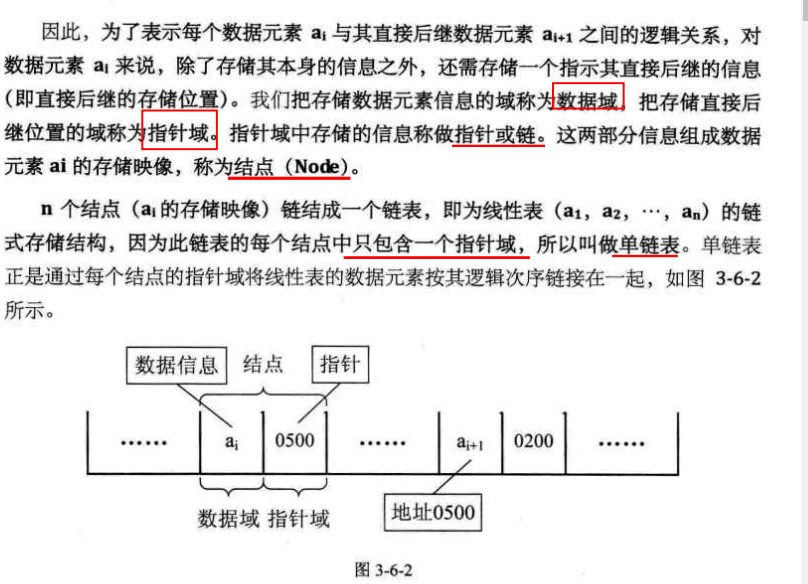 因此，为了表示每个数据元素 aᵢ 与其直接后继数据元素 aᵢ₊₁ 之间的逻辑关系，对
数据元素 aᵢ 来说，除了存储其本身的信息之外，还需存储一个指示其直接后继的信息
（即直接后继的存储位置）。我们把存储数据元素信息的域称为数据域，把存储直接后
继位置的域称为指针域。指针域中存储的信息称做指针或链。这两部分信息组成数据
元素 ai 的存储映像，称为结点（Node）。
n 个结点（aᵢ 的存储映像）链结成一个链表，即为线性表（a₁，a₂，…，aₙ）的链
式存储结构，因为此链表的每个结点中只包含一个指针域，所以叫做单链表。单链表
正是通过每个结点的指针域将线性表的数据元素按其逻辑次序链接在一起，如图 3-6-2
所示。
数据信息 结点 指针
…… aᵢ 0500 …… aᵢ₊₁ 0200 ……
数据域 指针域 地址0500
图 3-6-2